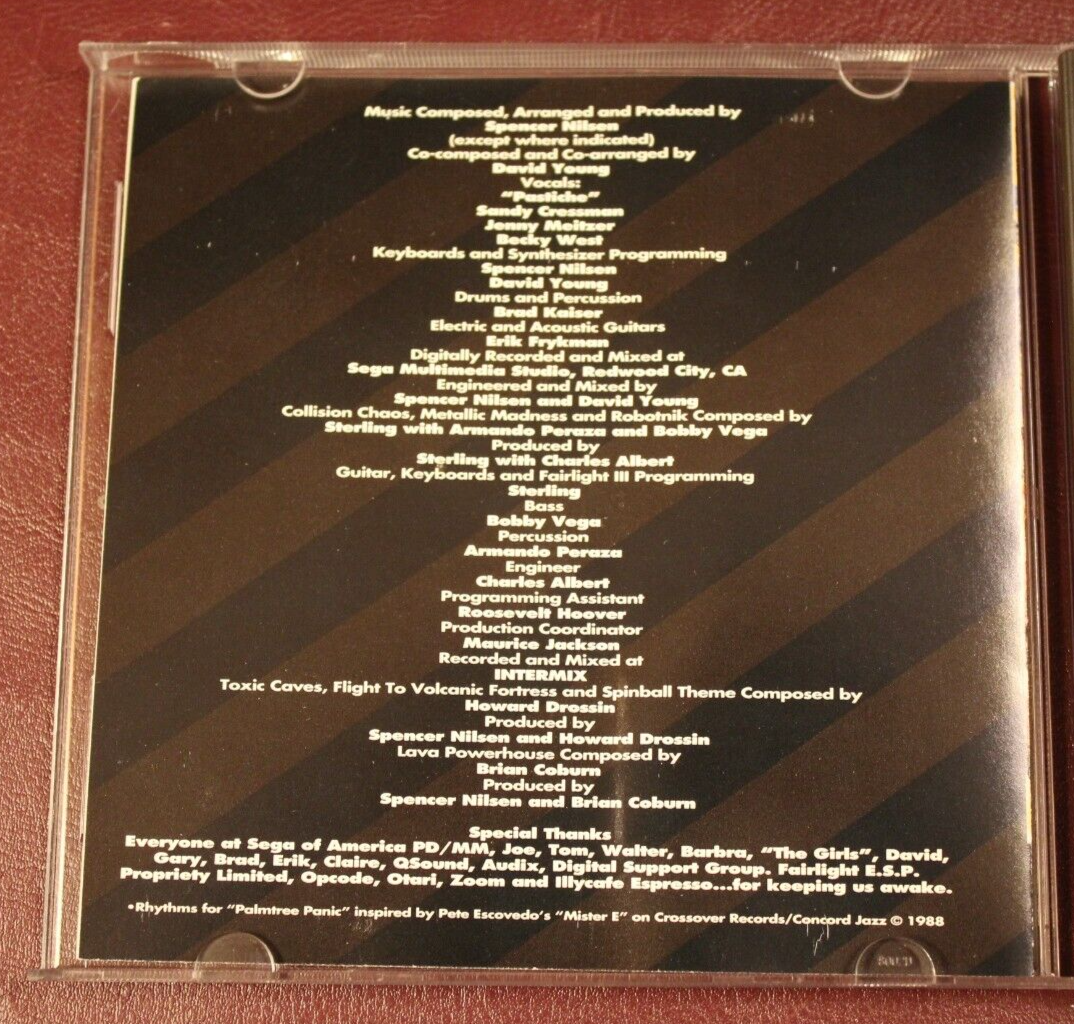 Music Composed, Arranged and Produced by
Spencer Nilsen
(except where indicated)
Co-composed and Co-arranged by
David Young
Vocals:
"Pastiche"
Sandy Cressman
Jenny Meltzer
Becky West
Keyboards and Synthesizer Programming
Spencer Nilsen
David Young
Drums and Percussion
Brad Kaiser
Electric and Acoustic Guitars
Erik Frykman
Digitally Recorded and Mixed at
Sega Multimedia Studio, Redwood City, CA
Engineered and Mixed by
Spencer Nilsen and David Young
Collision Chaos, Metallic Madness and Robotnik Composed by
Sterling with Armando Peraza and Bobby Vega
Produced by
Sterling with Charles Albert
Guitar, Keyboards and Fairlight III Programming
Sterling
Bass
Bobby Vega
Percussion
Armando Peraza
Engineer
Charles Albert
Programming Assistant
Roosevelt Hoover
Production Coordinator
Maurice Jackson
Recorded and Mixed at
INTERMIX
Toxic Caves, Flight To Volcanic Fortress and Spinball Theme Composed by
Howard Drossin
Produced by
Spencer Nilsen and Howard Drossin
Lava Powerhouse Composed by
Brian Coburn
Produced by
Spencer Nilsen and Brian Coburn
Special Thanks
Everyone at Sega of America PD/MM, Joe, Tom, Walter, Barbra, "The Girls", David,
Gary, Brad, Erik, Claire, QSound, Audix, Digital Support Group. Fairlight E.S.P.
Propriety Limited, Opcode, Otari, Zoom and Illycafe Espresso...for keeping us awake.
•Rhythms for "Palmtree Panic" inspired by Pete Escovedo's "Mister E" on Crossover Records/Concord Jazz © 1988